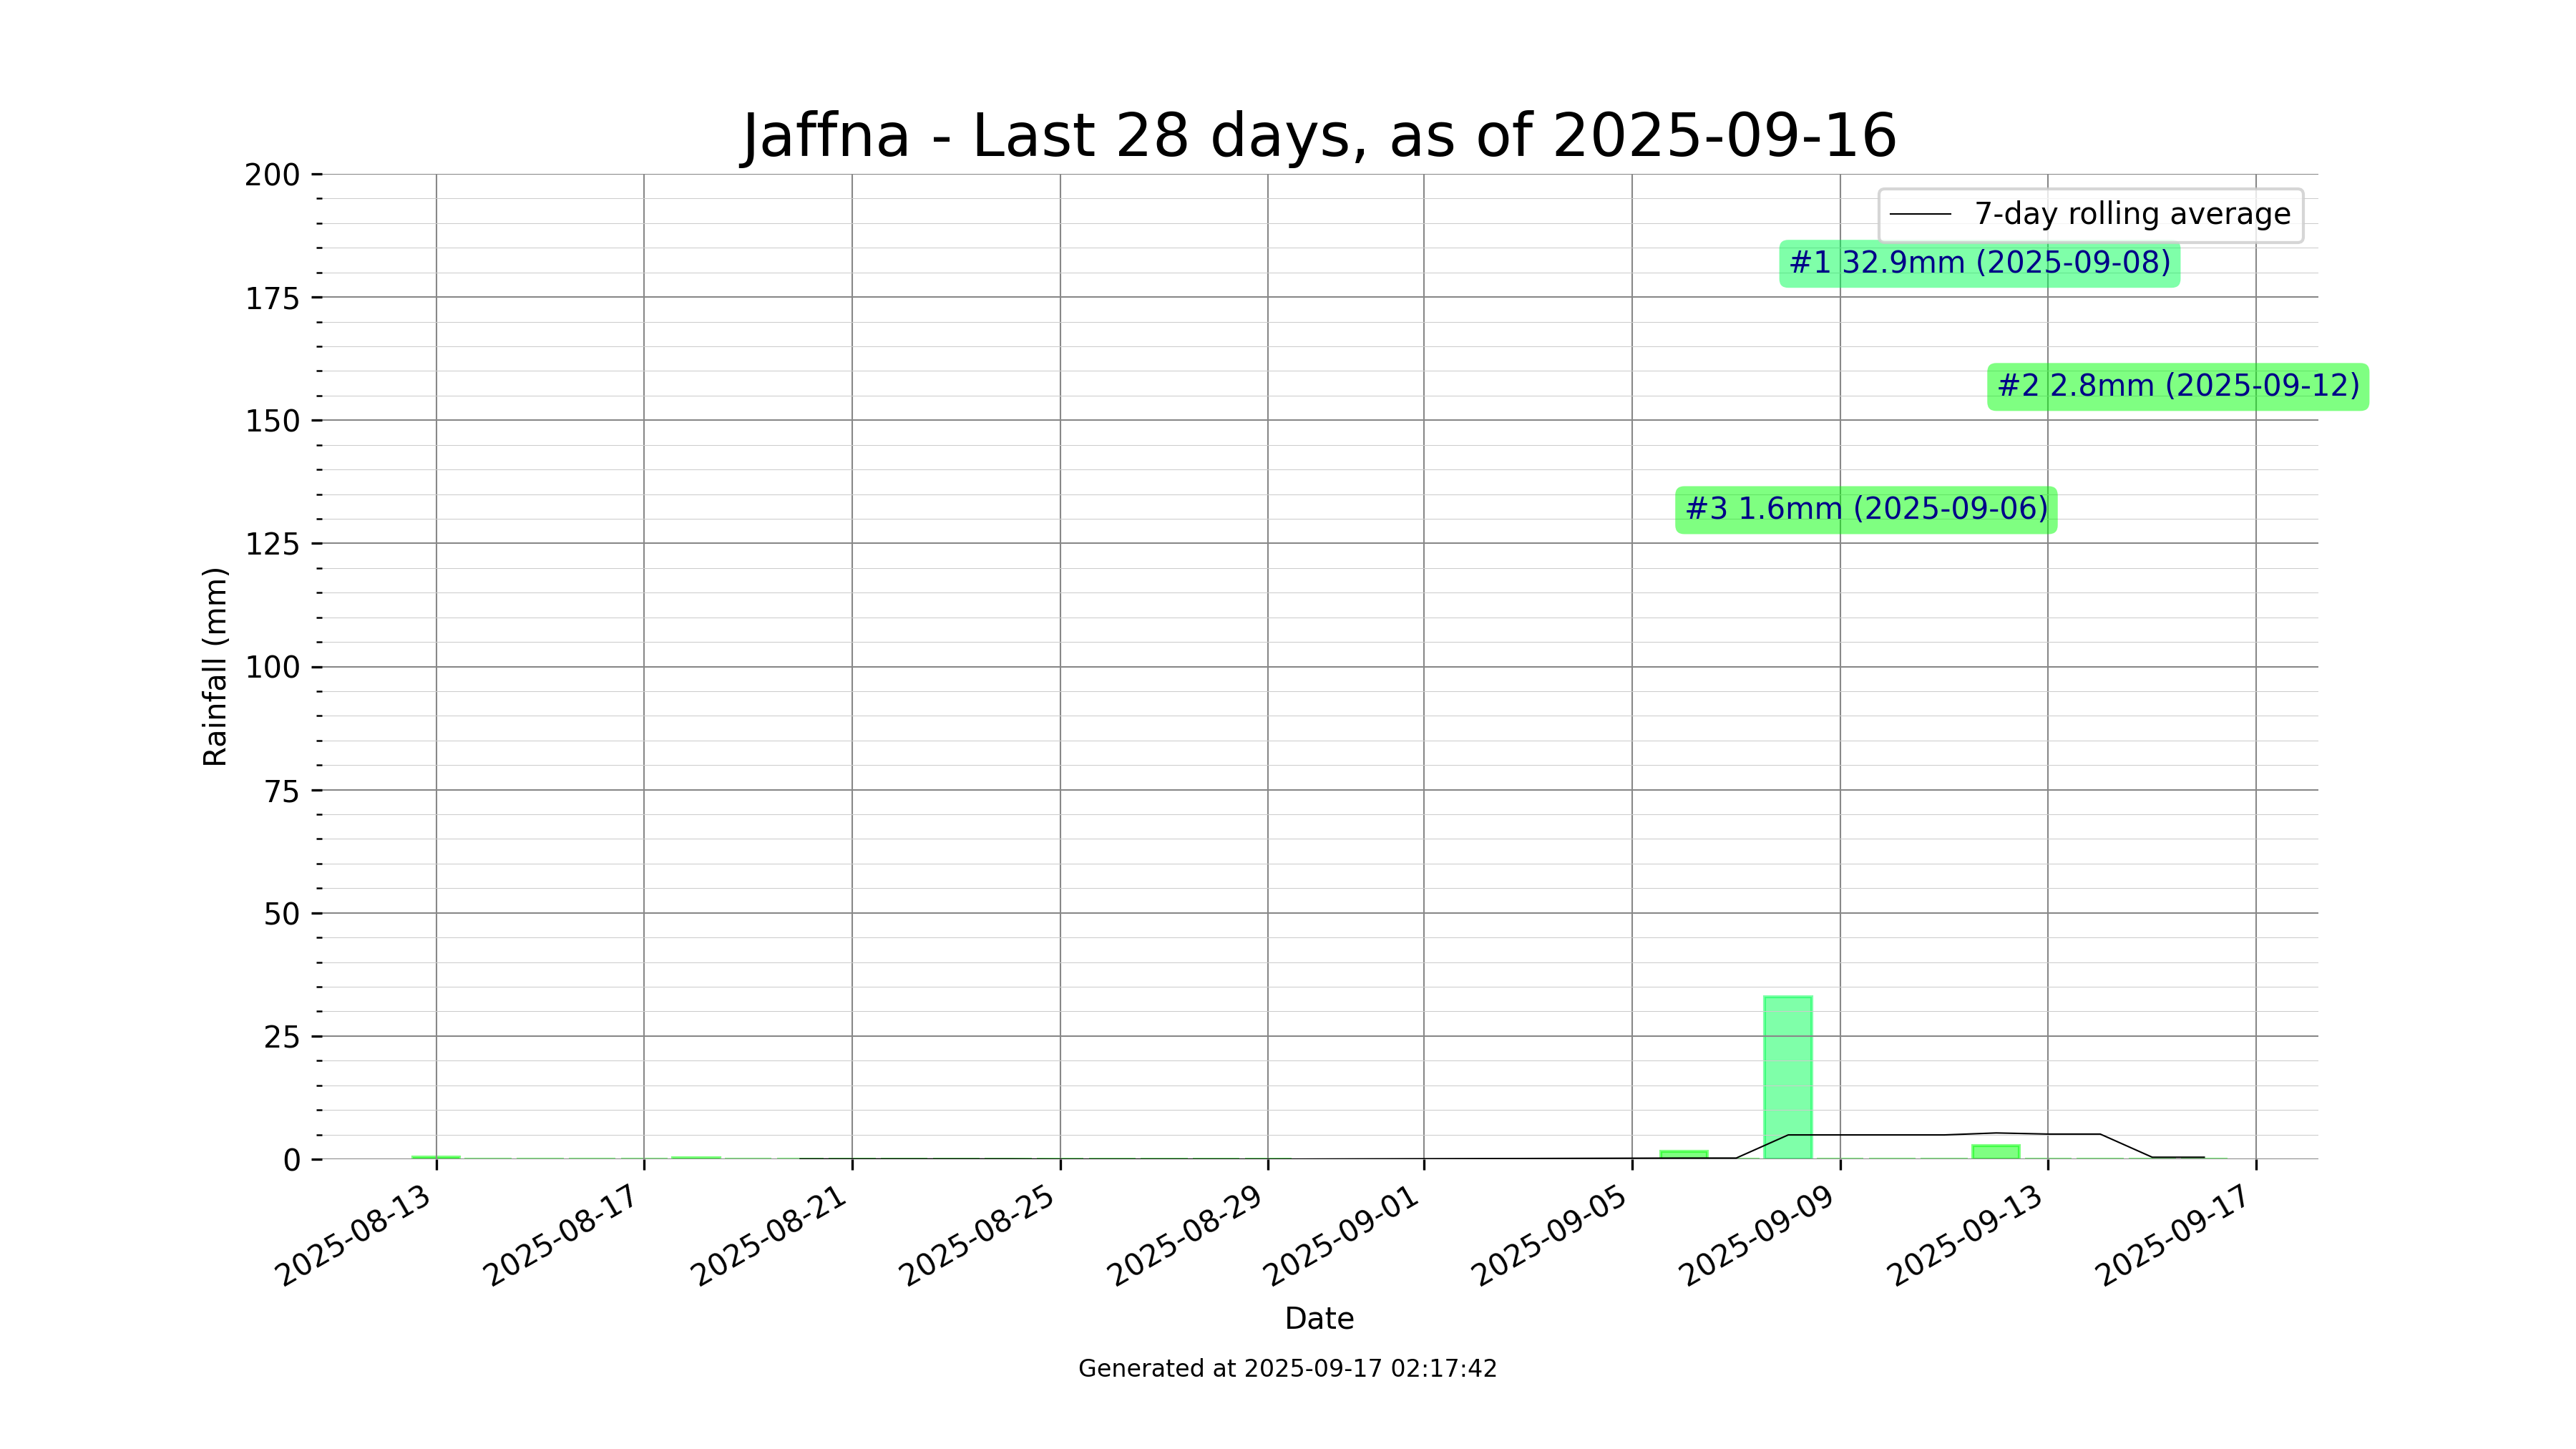 Jaffna - Last 28 days, as of 2025-09-16
200
175
150
125
100
75
50
25
0
Rainfall (mm)
7-day rolling average
#1 32.9mm (2025-09-08)
#2 2.8mm (2025-09-12)
#3 1.6mm (2025-09-06)
2025-08-13
2025-08-17
2025-08-21
2025-08-25
2025-08-29
2025-09-01
2025-09-05
2025-09-09
2025-09-13
2025-09-17
Date
Generated at 2025-09-17 02:17:42